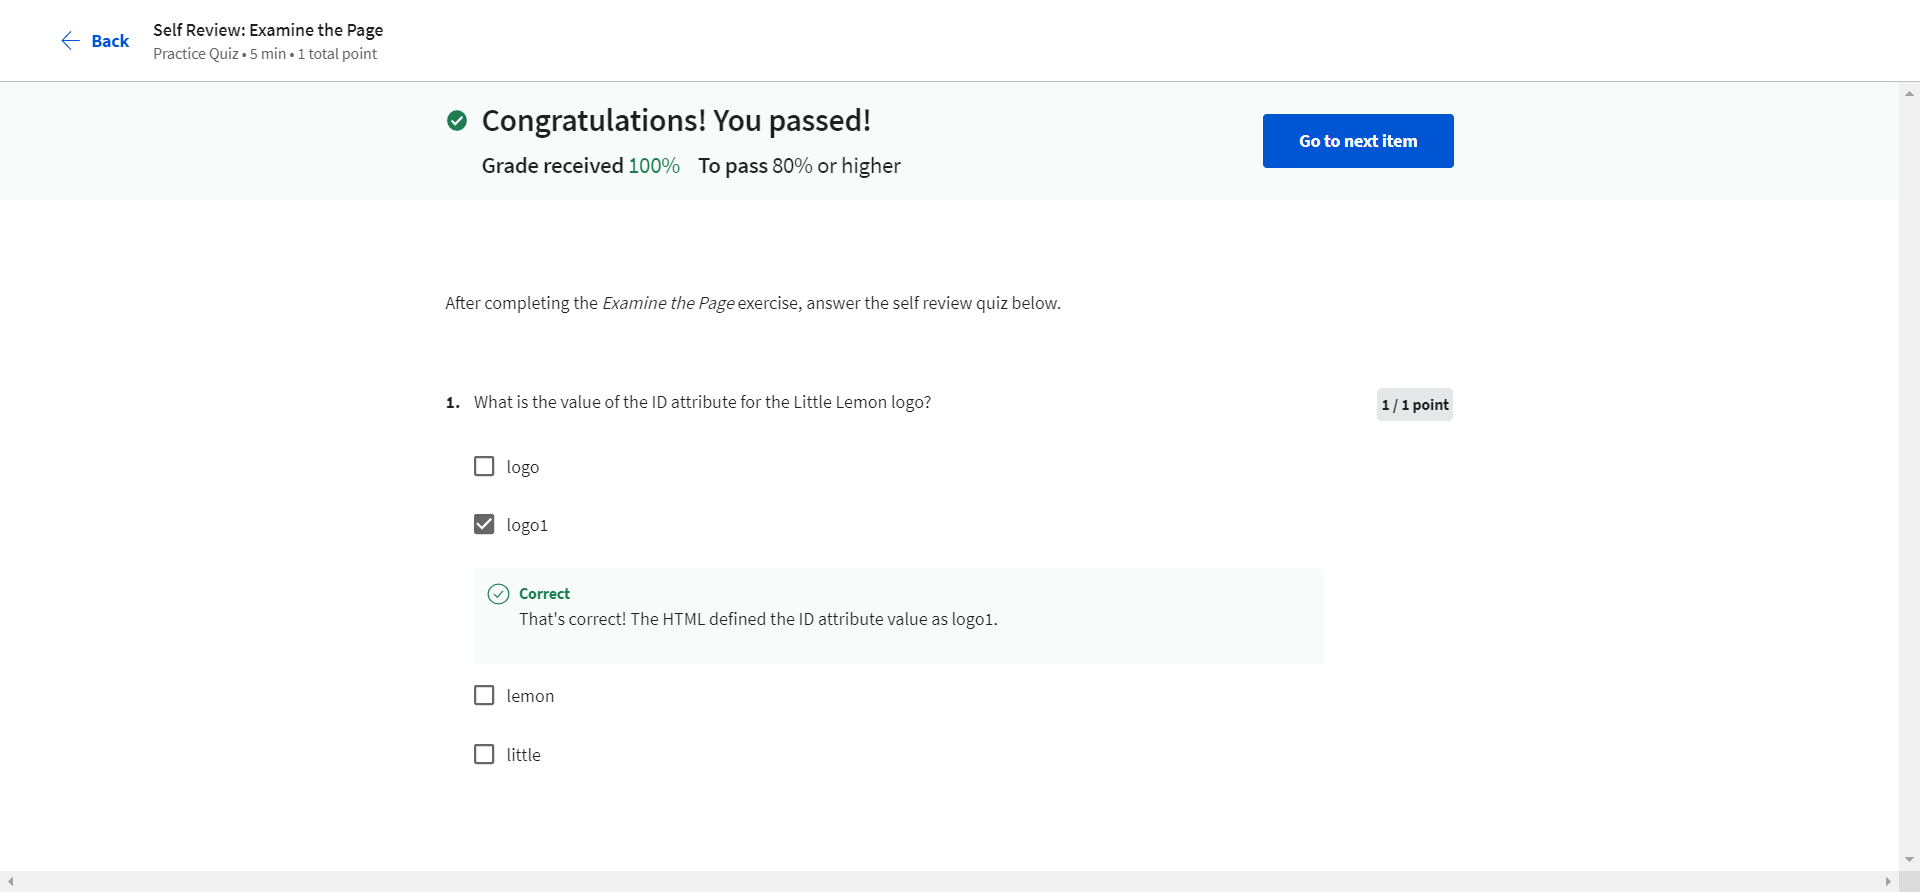 Back
Self Review: Examine the Page
Practice Quiz • 5 min • 1 total point
Congratulations! You passed!
Grade received 100% To pass 80% or higher
Go to next item
After completing the Examine the Page exercise, answer the self review quiz below.
1. What is the value of the ID attribute for the Little Lemon logo?
1 / 1 point
logo
logo1
Correct
That's correct! The HTML defined the ID attribute value as logo1.
lemon
little